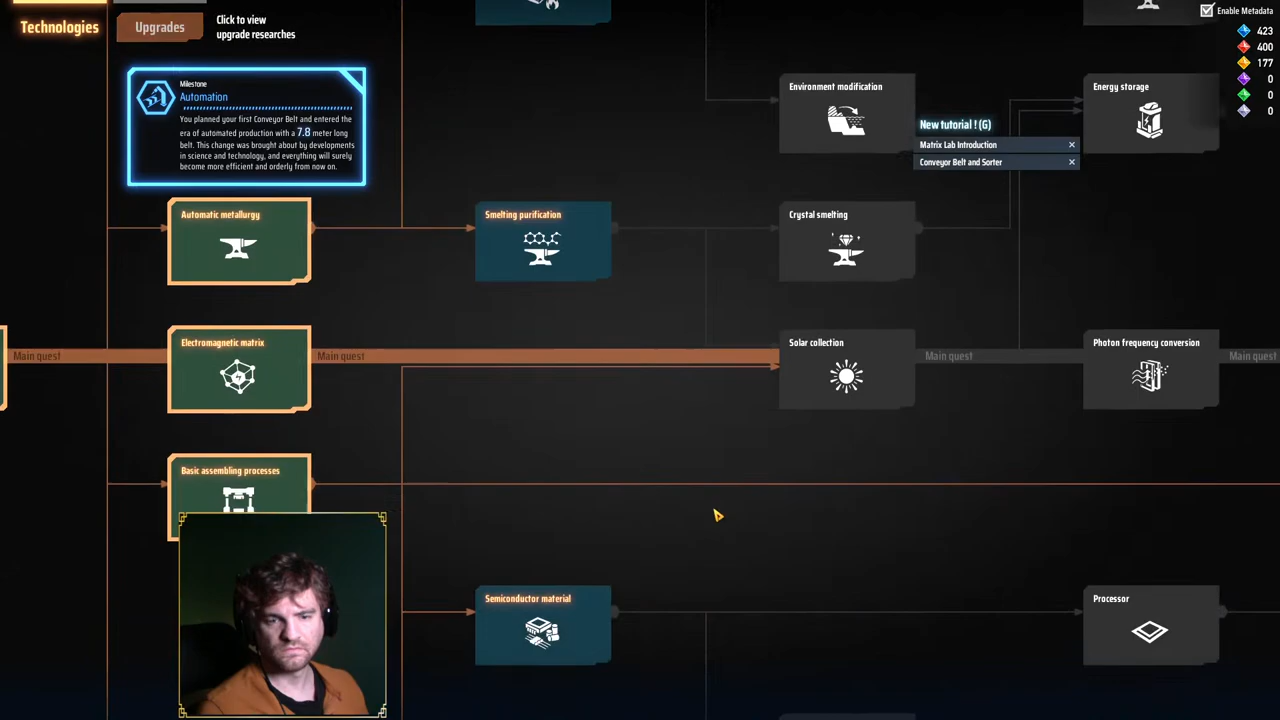 Technologies
Upgrades
Click to view
upgrade researches
Enable Metadata
423
400
177
0
0
0
Milestone
Automation
You planned your first Conveyor Belt and entered the
era of automated production with a 7.8 meter long
belt. This change was brought about by developments
in science and technology, and everything will surely
become more efficient and orderly from now on.
Environment modification
Energy storage
New tutorial ! (G)
Matrix Lab Introduction
Conveyor Belt and Sorter
Automatic metallurgy
Smelting purification
Crystal smelting
Main quest
Electromagnetic matrix
Main quest
Solar collection
Main quest
Photon frequency conversion
Main quest
Basic assembling processes
Semiconductor material
Processor